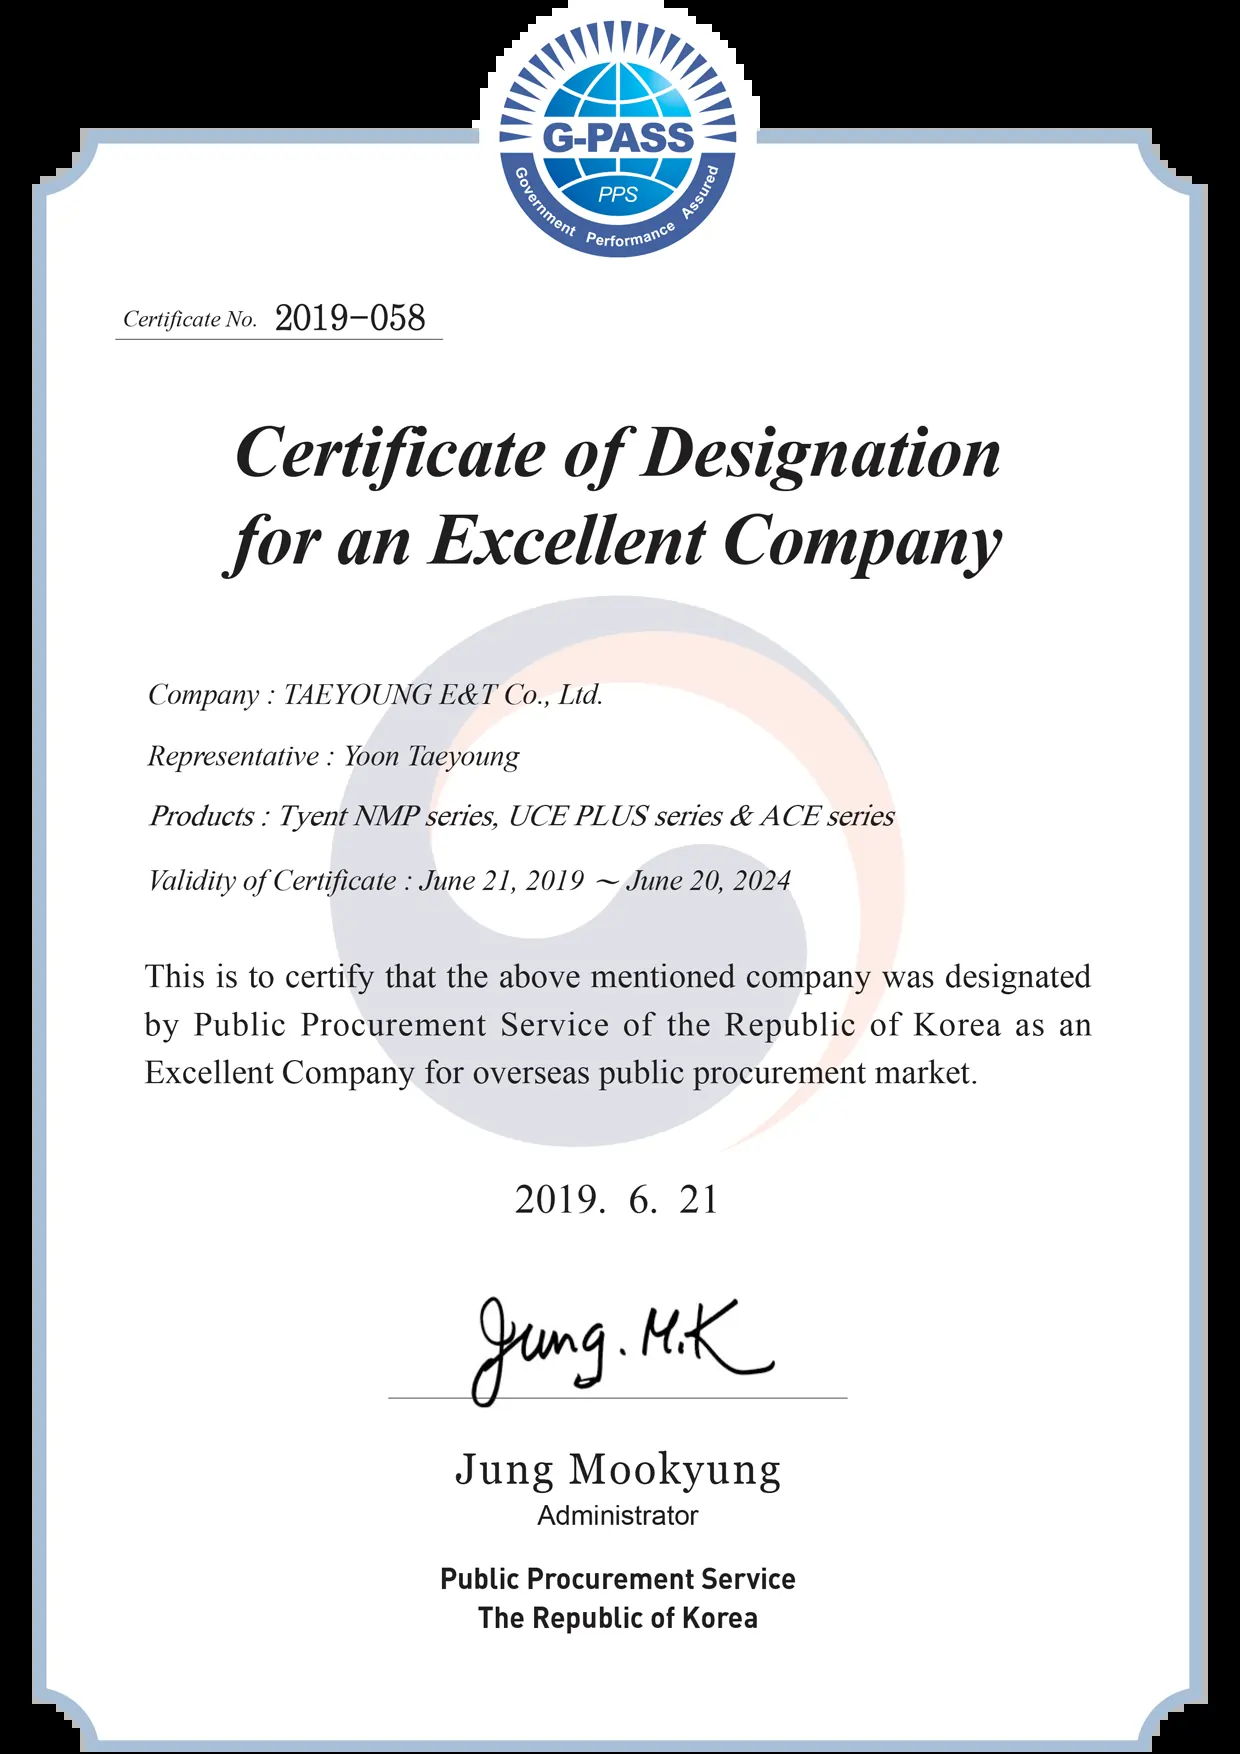 G-PASS
PPS
Government Performance Assured
Certificate No. 2019-058
Certificate of Designation
for an Excellent Company
Company : TAEYOUNG E&T Co., Ltd.
Representative : Yoon Taeyoung
Products : Tyent NMP series, UCE PLUS series & ACE series
Validity of Certificate : June 21, 2019 ~ June 20, 2024
This is to certify that the above mentioned company was designated
by Public Procurement Service of the Republic of Korea as an
Excellent Company for overseas public procurement market.
2019. 6. 21
Jung. M.K
Jung Mookyung
Administrator
Public Procurement Service
The Republic of Korea